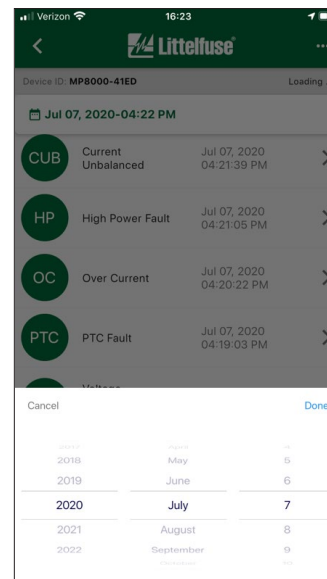 Verizon 16:23
Littelfuse®
Device ID: MP8000-41ED Loading
Jul 07, 2020-04:22 PM
CUB Current Unbalanced Jul 07, 2020 04:21:39 PM
HP High Power Fault Jul 07, 2020 04:21:05 PM
OC Over Current Jul 07, 2020 04:20:22 PM
PTC PTC Fault Jul 07, 2020 04:19:03 PM
Voltage
Cancel Done
2017 April 4
2018 May 5
2019 June 6
2020 July 7
2021 August 8
2022 September 9